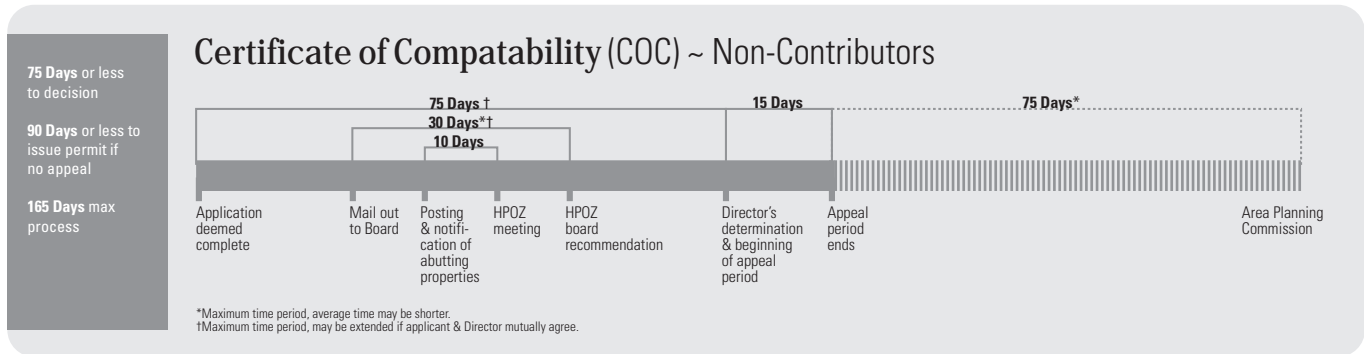 75 Days or less
to decision
90 Days or less to
issue permit if
no appeal
165 Days max
process
Certificate of Compatability (COC) ~ Non-Contributors
75 Days †
15 Days
75 Days*
30 Days*†
10 Days
Application
deemed
complete
Mail out
to Board
Posting
& notifi-
cation of
abutting
properties
HPOZ
meeting
HPOZ
board
recommendation
Director's
determination
& beginning
of appeal
period
Appeal
period
ends
Area Planning
Commission
*Maximum time period, average time may be shorter.
†Maximum time period, may be extended if applicant & Director mutually agree.